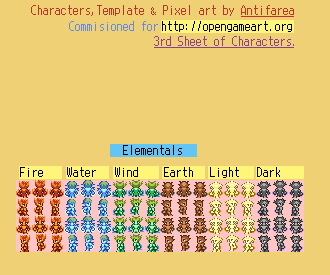 Characters, Template & Pixel art by Antifarea
Commisioned for http://opengameart.org
3rd Sheet of Characters.
Elementals
Fire Water Wind Earth Light Dark